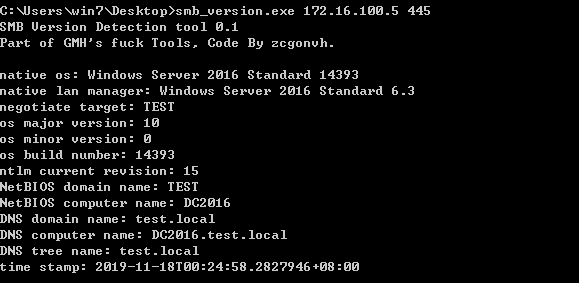 C:\Users\win7\Desktop>smb_version.exe 172.16.100.5 445
SMB Version Detection tool 0.1
Part of GMH's fuck Tools, Code By zcgonvh.
native os: Windows Server 2016 Standard 14393
native lan manager: Windows Server 2016 Standard 6.3
negotiate target: TEST
os major version: 10
os minor version: 0
os build number: 14393
ntlm current revision: 15
NetBIOS domain name: TEST
NetBIOS computer name: DC2016
DNS domain name: test.local
DNS computer name: DC2016.test.local
DNS tree name: test.local
time stamp: 2019-11-18T00:24:58.2827946+08:00